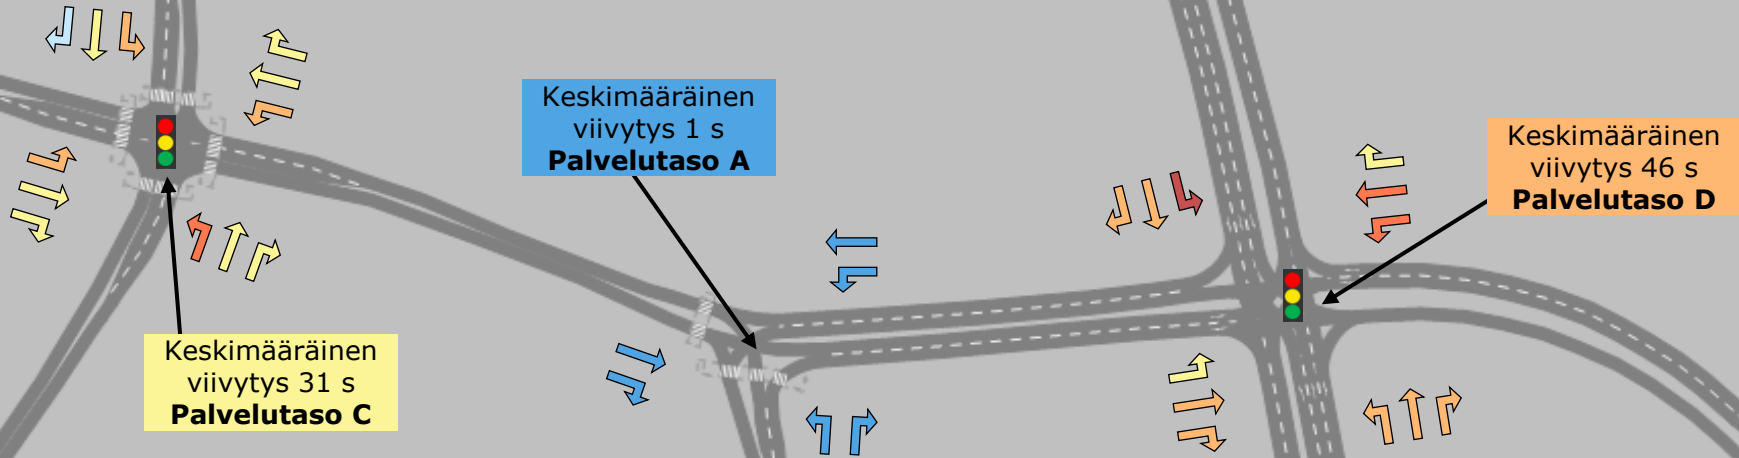 Keskimääräinen
viivytys 31 s
Palvelutaso C
Keskimääräinen
viivytys 1 s
Palvelutaso A
Keskimääräinen
viivytys 46 s
Palvelutaso D